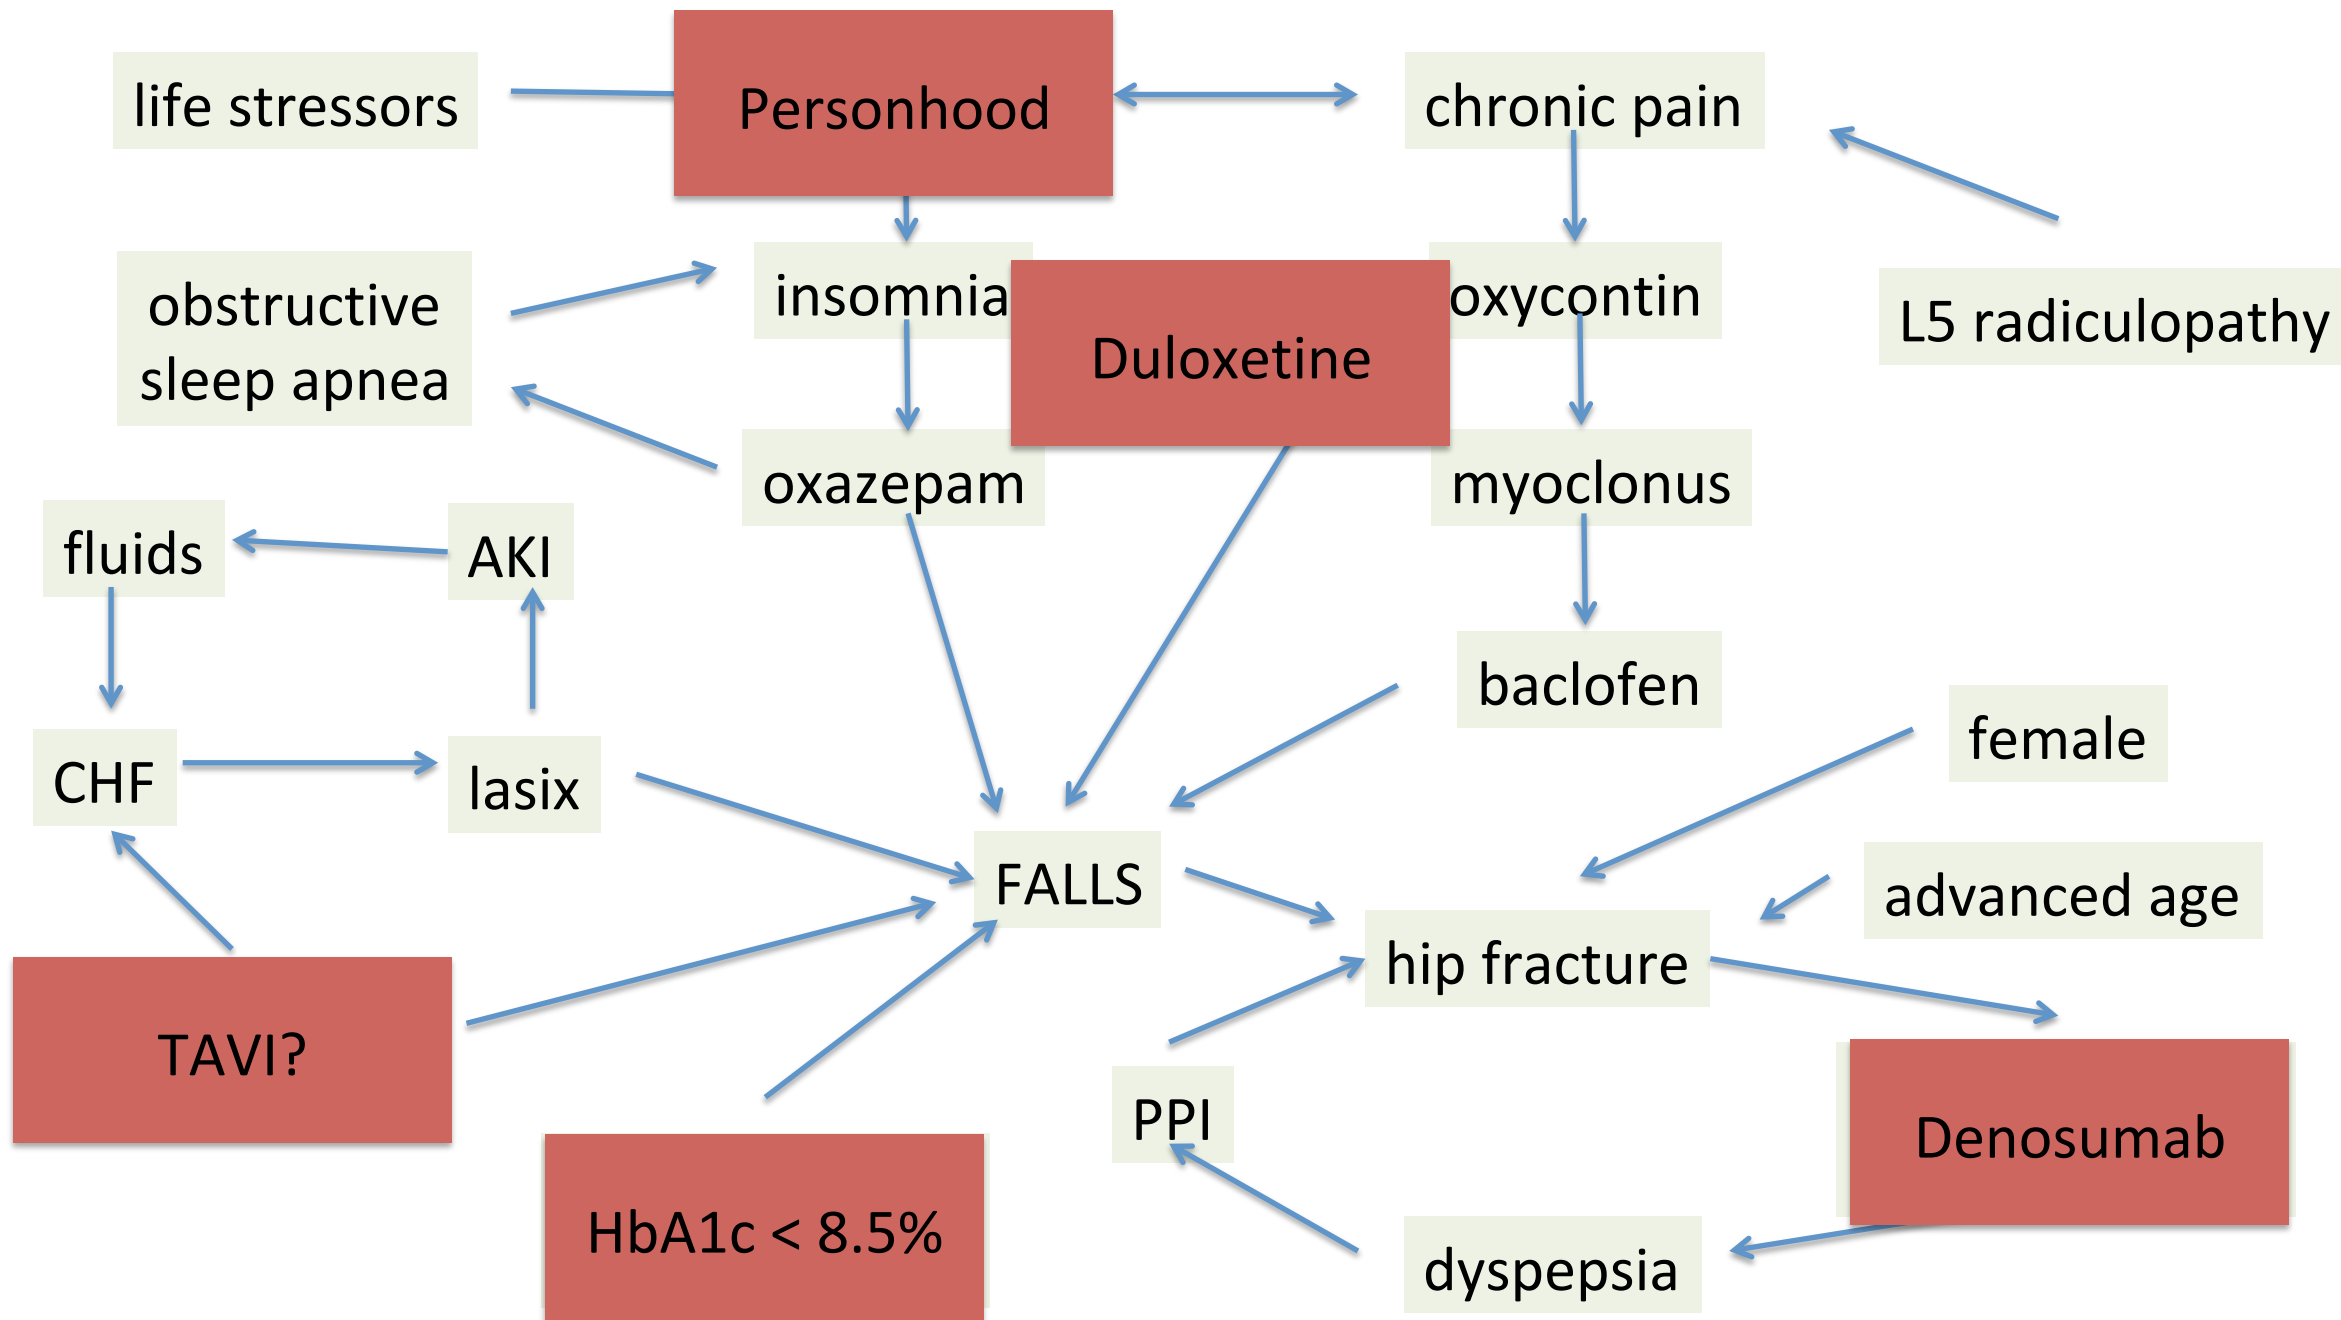 life stressors
Personhood
chronic pain
obstructive
sleep apnea
insomnia
Duloxetine
oxycontin
L5 radiculopathy
oxazepam
myoclonus
fluids
AKI
baclofen
female
CHF
lasix
FALLS
advanced age
hip fracture
TAVI?
PPI
Denosumab
HbA1c < 8.5%
dyspepsia